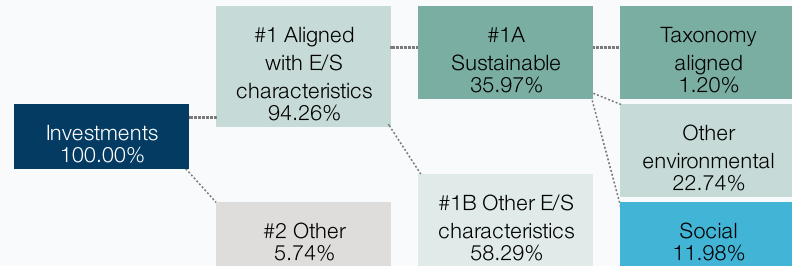 Investments
100.00%
#1 Aligned
with E/S
characteristics
94.26%
#2 Other
5.74%
#1A
Sustainable
35.97%
#1B Other E/S
characteristics
58.29%
Taxonomy
aligned
1.20%
Other
environmental
22.74%
Social
11.98%